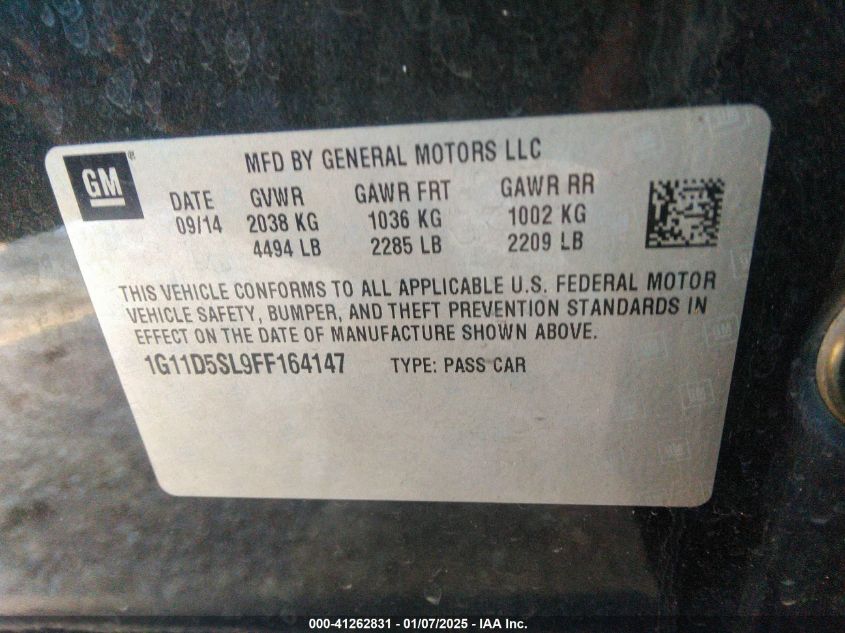 GM®
MFD BY GENERAL MOTORS LLC
DATE GVWR GAWR FRT GAWR RR
09/14 2038 KG 1036 KG 1002 KG
4494 LB 2285 LB 2209 LB
THIS VEHICLE CONFORMS TO ALL APPLICABLE U.S. FEDERAL MOTOR
VEHICLE SAFETY, BUMPER, AND THEFT PREVENTION STANDARDS IN
EFFECT ON THE DATE OF MANUFACTURE SHOWN ABOVE.
1G11D5SL9FF164147 TYPE: PASS CAR
000-41262831 - 01/07/2025 - IAA Inc.